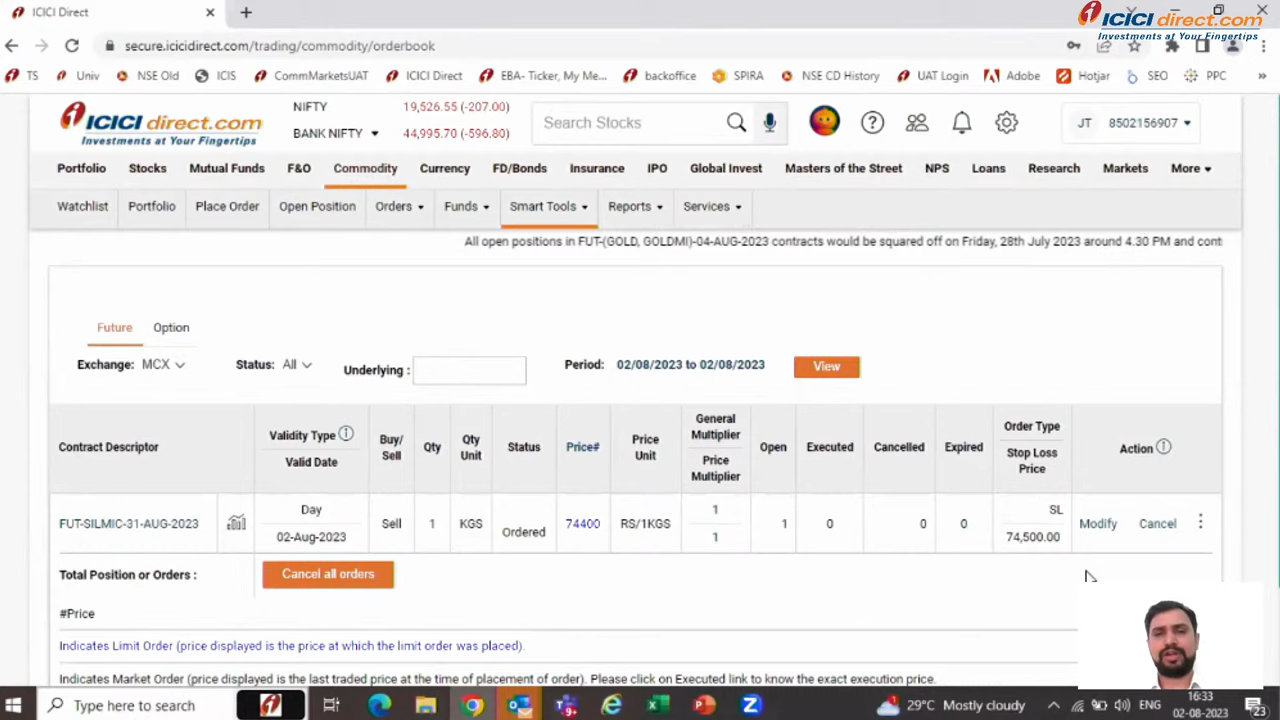 ICICI Direct
ICICI direct.com
Investments at Your Fingertips
secure.icicidirect.com/trading/commodity/orderbook
TS Univ NSE Old ICIS CommMarketsUAT ICICI Direct EBA- Ticker, My Me... backoffice SPIRA NSE CD History UAT Login Adobe Hotjar SEO PPC
ICICI direct.com
Investments at Your Fingertips
NIFTY 19,526.55 (-207.00)
BANK NIFTY 44,995.70 (-596.80)
Search Stocks
JT 8502156907
Portfolio Stocks Mutual Funds F&O Commodity Currency FD/Bonds Insurance IPO Global Invest Masters of the Street NPS Loans Research Markets More
Watchlist Portfolio Place Order Open Position Orders Funds Smart Tools Reports Services
All open positions in FUT-(GOLD, GOLDMI)-04-AUG-2023 contracts would be squared off on Friday, 28th July 2023 around 4.30 PM and cont
Future Option
Exchange: MCX Status: All Underlying : Period: 02/08/2023 to 02/08/2023 View
Contract Descriptor
Validity Type
Valid Date
Buy/
Sell
Qty
Qty
Unit
Status
Price#
Price
Unit
General
Multiplier
Price
Multiplier
Open
Executed
Cancelled
Expired
Order Type
Stop Loss
Price
Action
FUT-SILMIC-31-AUG-2023
Day
02-Aug-2023
Sell
1
KGS
Ordered
74400
RS/1KGS
1
1
1
0
0
0
SL
74,500.00
Modify
Cancel
Total Position or Orders :
Cancel all orders
#Price
Indicates Limit Order (price displayed is the price at which the limit order was placed).
Indicates Market Order (price displayed is the last traded price at the time of placement of order). Please click on Executed link to know the exact execution price.
Type here to search
29°C Mostly cloudy
ENG
16:33
02-08-2023
23